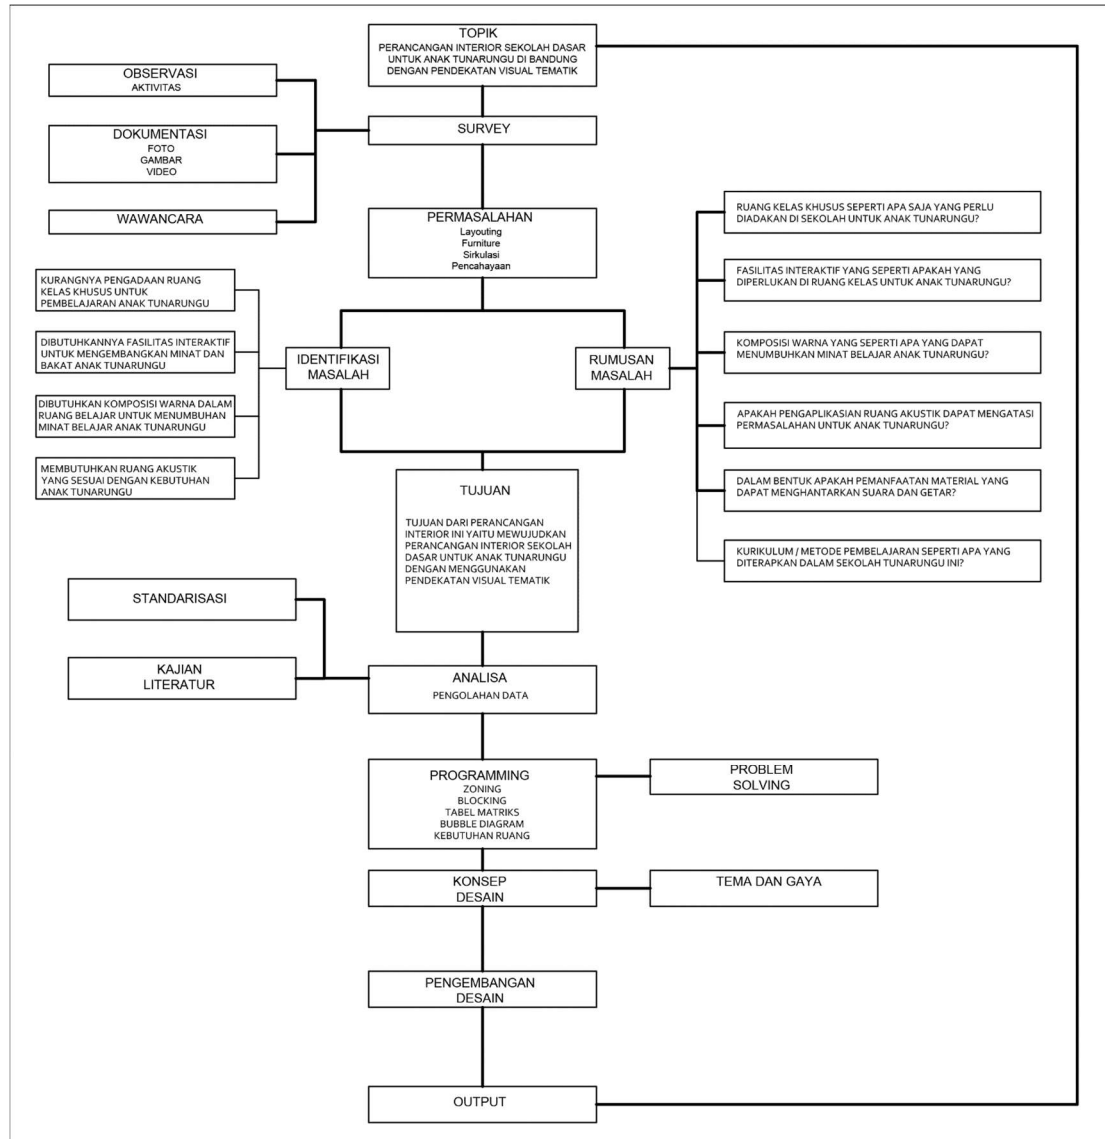 TOPIK
PERANCANGAN INTERIOR SEKOLAH DASAR
UNTUK ANAK TUNARUNGU DI BANDUNG
DENGAN PENDEKATAN VISUAL TEMATIK
OBSERVASI
AKTIVITAS
DOKUMENTASI
FOTO
GAMBAR
VIDEO
WAWANCARA
SURVEY
PERMASALAHAN
Layouting
Furniture
Sirkulasi
Pencahayaan
KURANGNYA PENGADAAN RUANG
KELAS KHUSUS UNTUK
PEMBELAJARAN ANAK TUNARUNGU
DIBUTUHKANNYA FASILITAS INTERAKTIF
UNTUK MENGEMBANGKAN MINAT DAN
BAKAT ANAK TUNARUNGU
DIBUTUHKAN KOMPOSISI WARNA DALAM
RUANG BELAJAR UNTUK MENUMBUHAN
MINAT BELAJAR ANAK TUNARUNGU
MEMBUTUHKAN RUANG AKUSTIK
YANG SESUAI DENGAN KEBUTUHAN
ANAK TUNARUNGU
IDENTIFIKASI
MASALAH
RUMUSAN
MASALAH
RUANG KELAS KHUSUS SEPERTI APA SAJA YANG PERLU
DIADAKAN DI SEKOLAH UNTUK ANAK TUNARUNGU?
FASILITAS INTERAKTIF YANG SEPERTI APAKAH YANG
DIPERLUKAN DI RUANG KELAS UNTUK ANAK TUNARUNGU?
KOMPOSISI WARNA YANG SEPERTI APA YANG DAPAT
MENUMBUHKAN MINAT BELAJAR ANAK TUNARUNGU?
APAKAH PENGAPLIKASIAN RUANG AKUSTIK DAPAT MENGATASI
PERMASALAHAN UNTUK ANAK TUNARUNGU?
DALAM BENTUK APAKAH PEMANFAATAN MATERIAL YANG
DAPAT MENGHANTARKAN SUARA DAN GETAR?
KURIKULUM / METODE PEMBELAJARAN SEPERTI APA YANG
DITERAPKAN DALAM SEKOLAH TUNARUNGU INI?
TUJUAN
TUJUAN DARI PERANCANGAN
INTERIOR INI YAITU MEWUJUDKAN
PERANCANGAN INTERIOR SEKOLAH
DASAR UNTUK ANAK TUNARUNGU
DENGAN MENGGUNAKAN
PENDEKATAN VISUAL TEMATIK
STANDARISASI
KAJIAN
LITERATUR
ANALISA
PENGOLAHAN DATA
PROGRAMMING
ZONING
BLOCKING
TABEL MATRIKS
BUBBLE DIAGRAM
KEBUTUHAN RUANG
PROBLEM
SOLVING
KONSEP
DESAIN
TEMA DAN GAYA
PENGEMBANGAN
DESAIN
OUTPUT